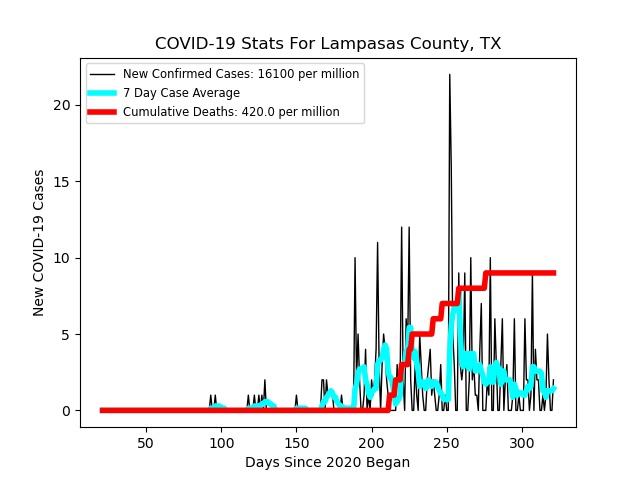 COVID-19 Stats For Lampasas County, TX
New Confirmed Cases: 16100 per million
7 Day Case Average
Cumulative Deaths: 420.0 per million
New COVID-19 Cases
20
15
10
5
0
50 100 150 200 250 300
Days Since 2020 Began